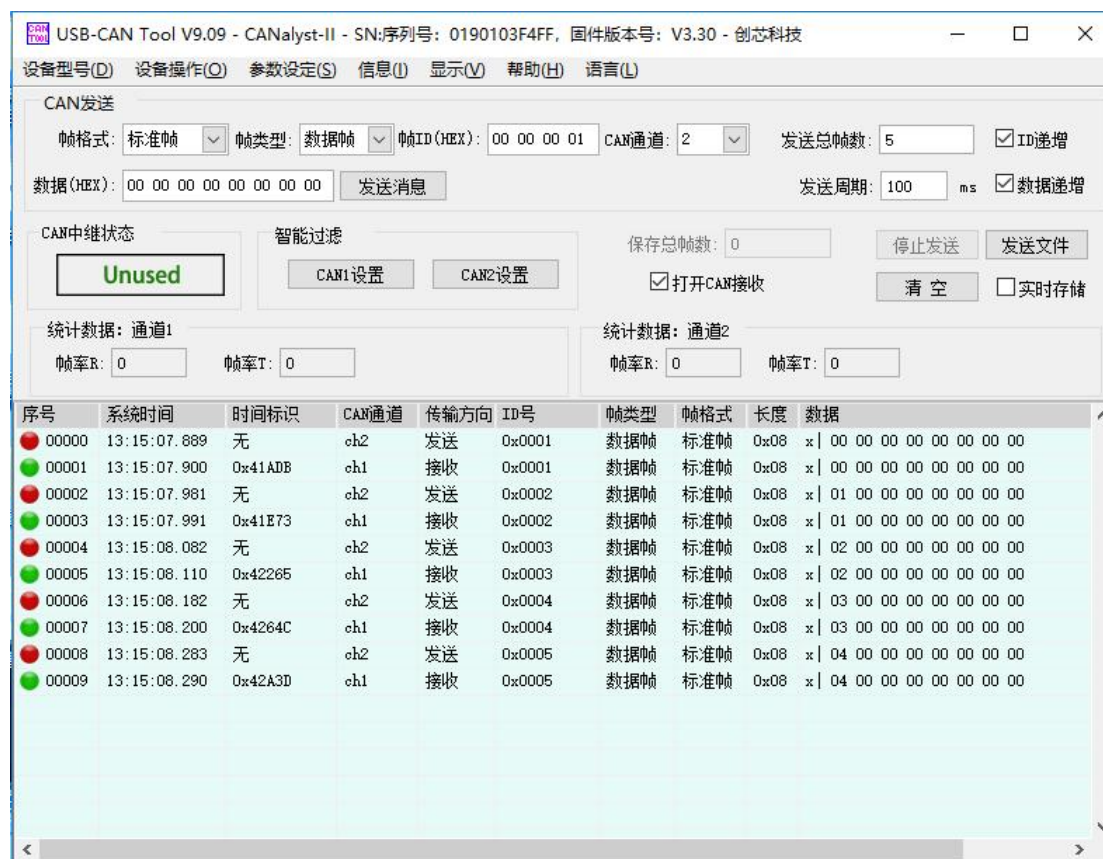 CAN TOOL USB-CAN Tool V9.09 - CANalyst-II - SN:序列号: 0190103F4FF, 固件版本号: V3.30 - 创芯科技
设备型号(D) 设备操作(O) 参数设定(S) 信息(I) 显示(V) 帮助(H) 语言(L)
CAN发送
帧格式: 标准帧 帧类型: 数据帧 帧ID(HEX): 00 00 00 01 CAN通道: 2 发送总帧数: 5 ID递增
数据(HEX): 00 00 00 00 00 00 00 00 发送消息 发送周期: 100 ms 数据递增
CAN中继状态 智能过滤 保存总帧数: 0 停止发送 发送文件
Unused CAN1设置 CAN2设置 打开CAN接收 清 空 实时存储
统计数据: 通道1 统计数据: 通道2
帧率R: 0 帧率T: 0 帧率R: 0 帧率T: 0
序号 系统时间 时间标识 CAN通道 传输方向 ID号 帧类型 帧格式 长度 数据
00000 13:15:07.889 无 ch2 发送 0x0001 数据帧 标准帧 0x08 x| 00 00 00 00 00 00 00 00
00001 13:15:07.900 0x41ADB ch1 接收 0x0001 数据帧 标准帧 0x08 x| 00 00 00 00 00 00 00 00
00002 13:15:07.981 无 ch2 发送 0x0002 数据帧 标准帧 0x08 x| 01 00 00 00 00 00 00 00
00003 13:15:07.991 0x41E73 ch1 接收 0x0002 数据帧 标准帧 0x08 x| 01 00 00 00 00 00 00 00
00004 13:15:08.082 无 ch2 发送 0x0003 数据帧 标准帧 0x08 x| 02 00 00 00 00 00 00 00
00005 13:15:08.110 0x42265 ch1 接收 0x0003 数据帧 标准帧 0x08 x| 02 00 00 00 00 00 00 00
00006 13:15:08.182 无 ch2 发送 0x0004 数据帧 标准帧 0x08 x| 03 00 00 00 00 00 00 00
00007 13:15:08.200 0x4264C ch1 接收 0x0004 数据帧 标准帧 0x08 x| 03 00 00 00 00 00 00 00
00008 13:15:08.283 无 ch2 发送 0x0005 数据帧 标准帧 0x08 x| 04 00 00 00 00 00 00 00
00009 13:15:08.290 0x42A3D ch1 接收 0x0005 数据帧 标准帧 0x08 x| 04 00 00 00 00 00 00 00